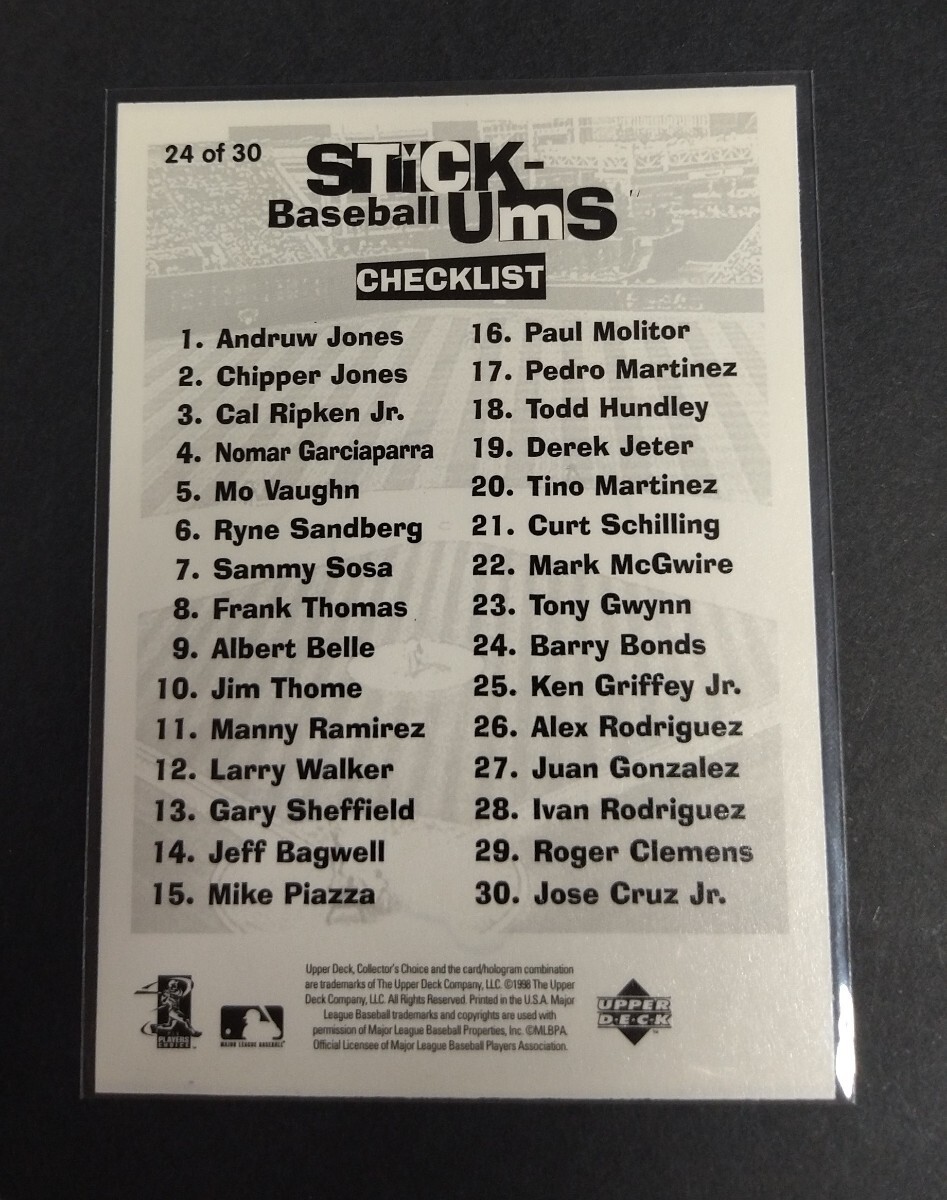 24 of 30
STiCK-
Baseball UmS
CHECKLIST
1. Andruw Jones
2. Chipper Jones
3. Cal Ripken Jr.
4. Nomar Garciaparra
5. Mo Vaughn
6. Ryne Sandberg
7. Sammy Sosa
8. Frank Thomas
9. Albert Belle
10. Jim Thome
11. Manny Ramirez
12. Larry Walker
13. Gary Sheffield
14. Jeff Bagwell
15. Mike Piazza
16. Paul Molitor
17. Pedro Martinez
18. Todd Hundley
19. Derek Jeter
20. Tino Martinez
21. Curt Schilling
22. Mark McGwire
23. Tony Gwynn
24. Barry Bonds
25. Ken Griffey Jr.
26. Alex Rodriguez
27. Juan Gonzalez
28. Ivan Rodriguez
29. Roger Clemens
30. Jose Cruz Jr.
Upper Deck, Collector's Choice and the card/hologram combination
are trademarks of The Upper Deck Company, LLC. ©1998 The Upper
Deck Company, LLC. All Rights Reserved. Printed in the U.S.A. Major
League Baseball trademarks and copyrights are used with
permission of Major League Baseball Properties, Inc. ©MLBPA
Official Licensee of Major League Baseball Players Association.
PLAYERS
CHOICE
MAJOR LEAGUE BASEBALL
UPPER
D·E·C·K